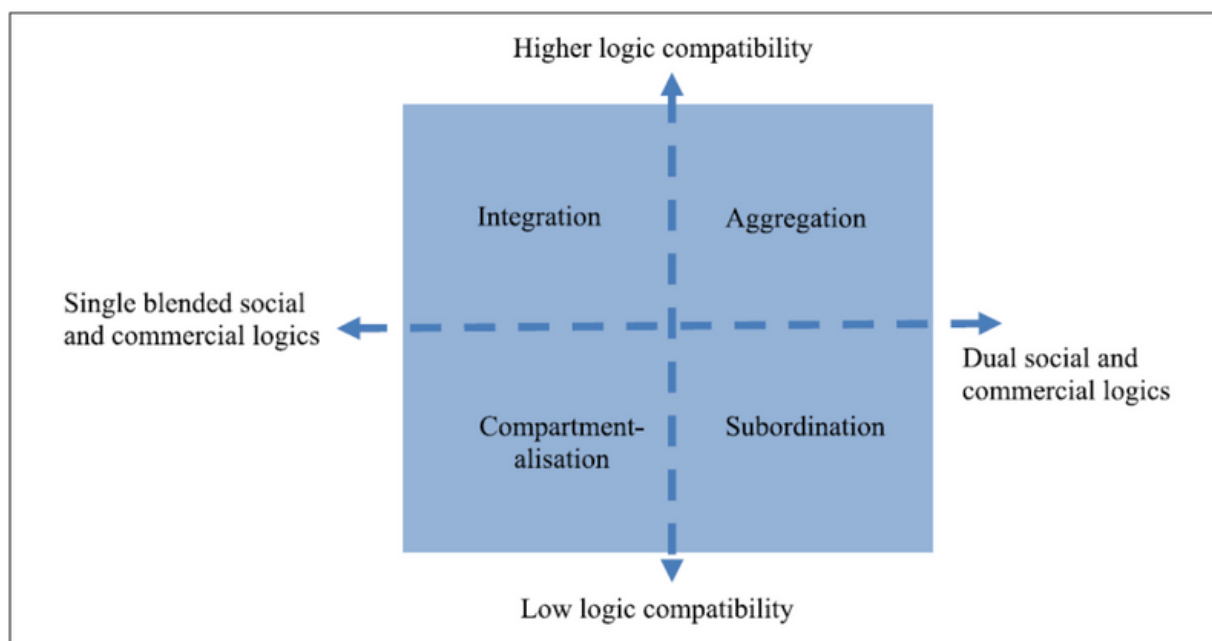 Higher logic compatibility
Integration
Aggregation
Single blended social
and commercial logics
Dual social and
commercial logics
Compartment-
alisation
Subordination
Low logic compatibility